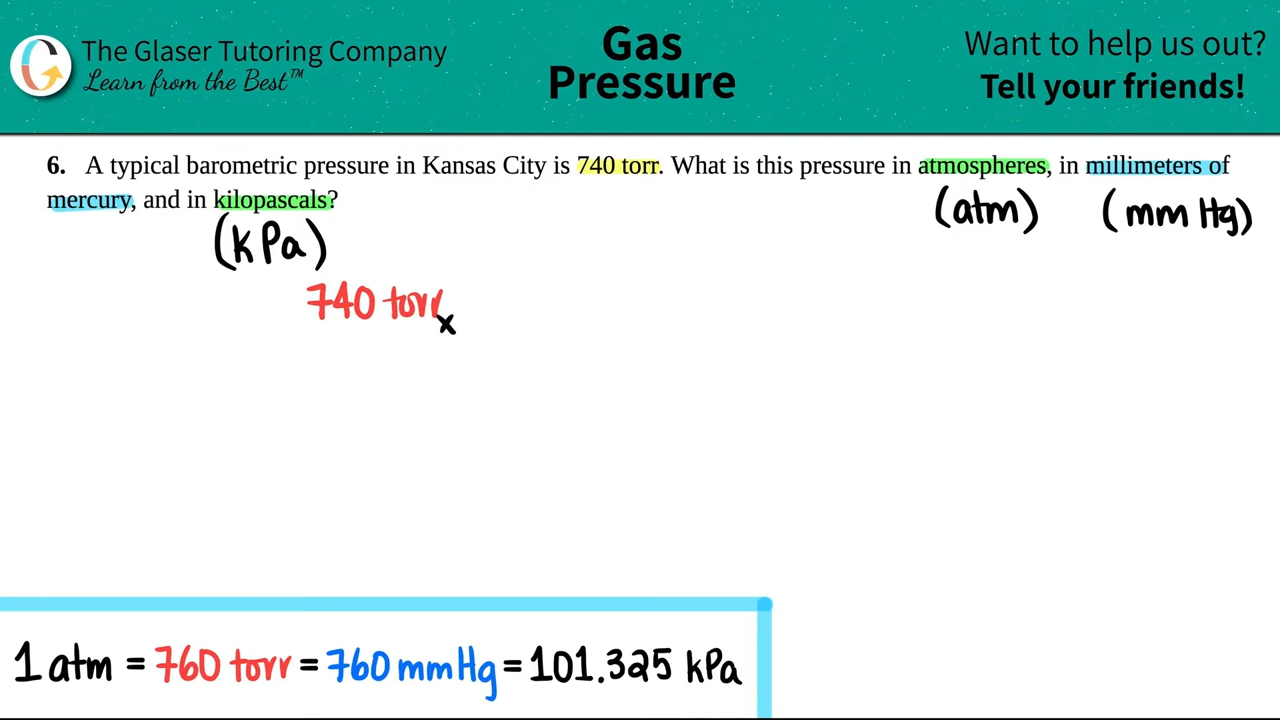 The Glaser Tutoring Company
Learn from the Best™
Gas
Pressure
Want to help us out?
Tell your friends!
6. A typical barometric pressure in Kansas City is 740 torr. What is this pressure in atmospheres, in millimeters of
mercury, and in kilopascals?
(atm) (mm Hg)
(kPa)
740 torr x
1 atm = 760 torr = 760 mmHg = 101.325 kPa